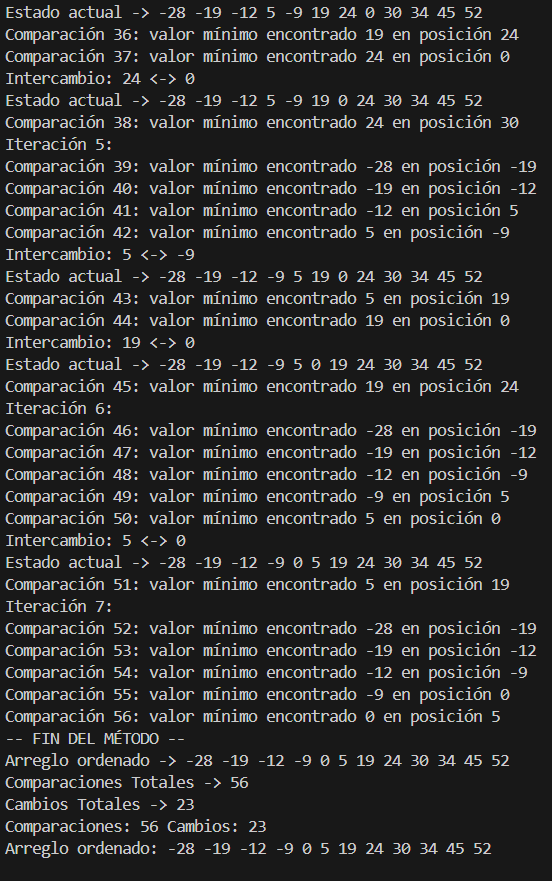 Estado actual -> -28 -19 -12 5 -9 19 24 0 30 34 45 52
Comparación 36: valor mínimo encontrado 19 en posición 24
Comparación 37: valor mínimo encontrado 24 en posición 0
Intercambio: 24 <-> 0
Estado actual -> -28 -19 -12 5 -9 19 0 24 30 34 45 52
Comparación 38: valor mínimo encontrado 24 en posición 30
Iteración 5:
Comparación 39: valor mínimo encontrado -28 en posición -19
Comparación 40: valor mínimo encontrado -19 en posición -12
Comparación 41: valor mínimo encontrado -12 en posición 5
Comparación 42: valor mínimo encontrado 5 en posición -9
Intercambio: 5 <-> -9
Estado actual -> -28 -19 -12 -9 5 19 0 24 30 34 45 52
Comparación 43: valor mínimo encontrado 5 en posición 19
Comparación 44: valor mínimo encontrado 19 en posición 0
Intercambio: 19 <-> 0
Estado actual -> -28 -19 -12 -9 5 0 19 24 30 34 45 52
Comparación 45: valor mínimo encontrado 19 en posición 24
Iteración 6:
Comparación 46: valor mínimo encontrado -28 en posición -19
Comparación 47: valor mínimo encontrado -19 en posición -12
Comparación 48: valor mínimo encontrado -12 en posición -9
Comparación 49: valor mínimo encontrado -9 en posición 5
Comparación 50: valor mínimo encontrado 5 en posición 0
Intercambio: 5 <-> 0
Estado actual -> -28 -19 -12 -9 0 5 19 24 30 34 45 52
Comparación 51: valor mínimo encontrado 5 en posición 19
Iteración 7:
Comparación 52: valor mínimo encontrado -28 en posición -19
Comparación 53: valor mínimo encontrado -19 en posición -12
Comparación 54: valor mínimo encontrado -12 en posición -9
Comparación 55: valor mínimo encontrado -9 en posición 0
Comparación 56: valor mínimo encontrado 0 en posición 5
-- FIN DEL MÉTODO --
Arreglo ordenado -> -28 -19 -12 -9 0 5 19 24 30 34 45 52
Comparaciones Totales -> 56
Cambios Totales -> 23
Comparaciones: 56 Cambios: 23
Arreglo ordenado: -28 -19 -12 -9 0 5 19 24 30 34 45 52